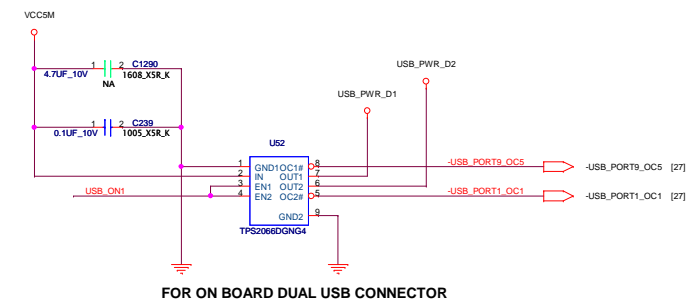 VCC5M
1 2 C1290
4.7UF_10V 1608_X5R_K
NA
USB_PWR_D2
USB_PWR_D1
1 2 C239
0.1UF_10V 1005_X5R_K
U52
1 GND1 OC1# 8 -USB_PORT9_OC5 -USB_PORT9_OC5 [27]
2 IN OUT1 7
3 EN1 OUT2 6
USB_ON1 4 EN2 OC2# 5 -USB_PORT1_OC1 -USB_PORT1_OC1 [27]
GND2 9
TPS2066DGNG4
FOR ON BOARD DUAL USB CONNECTOR